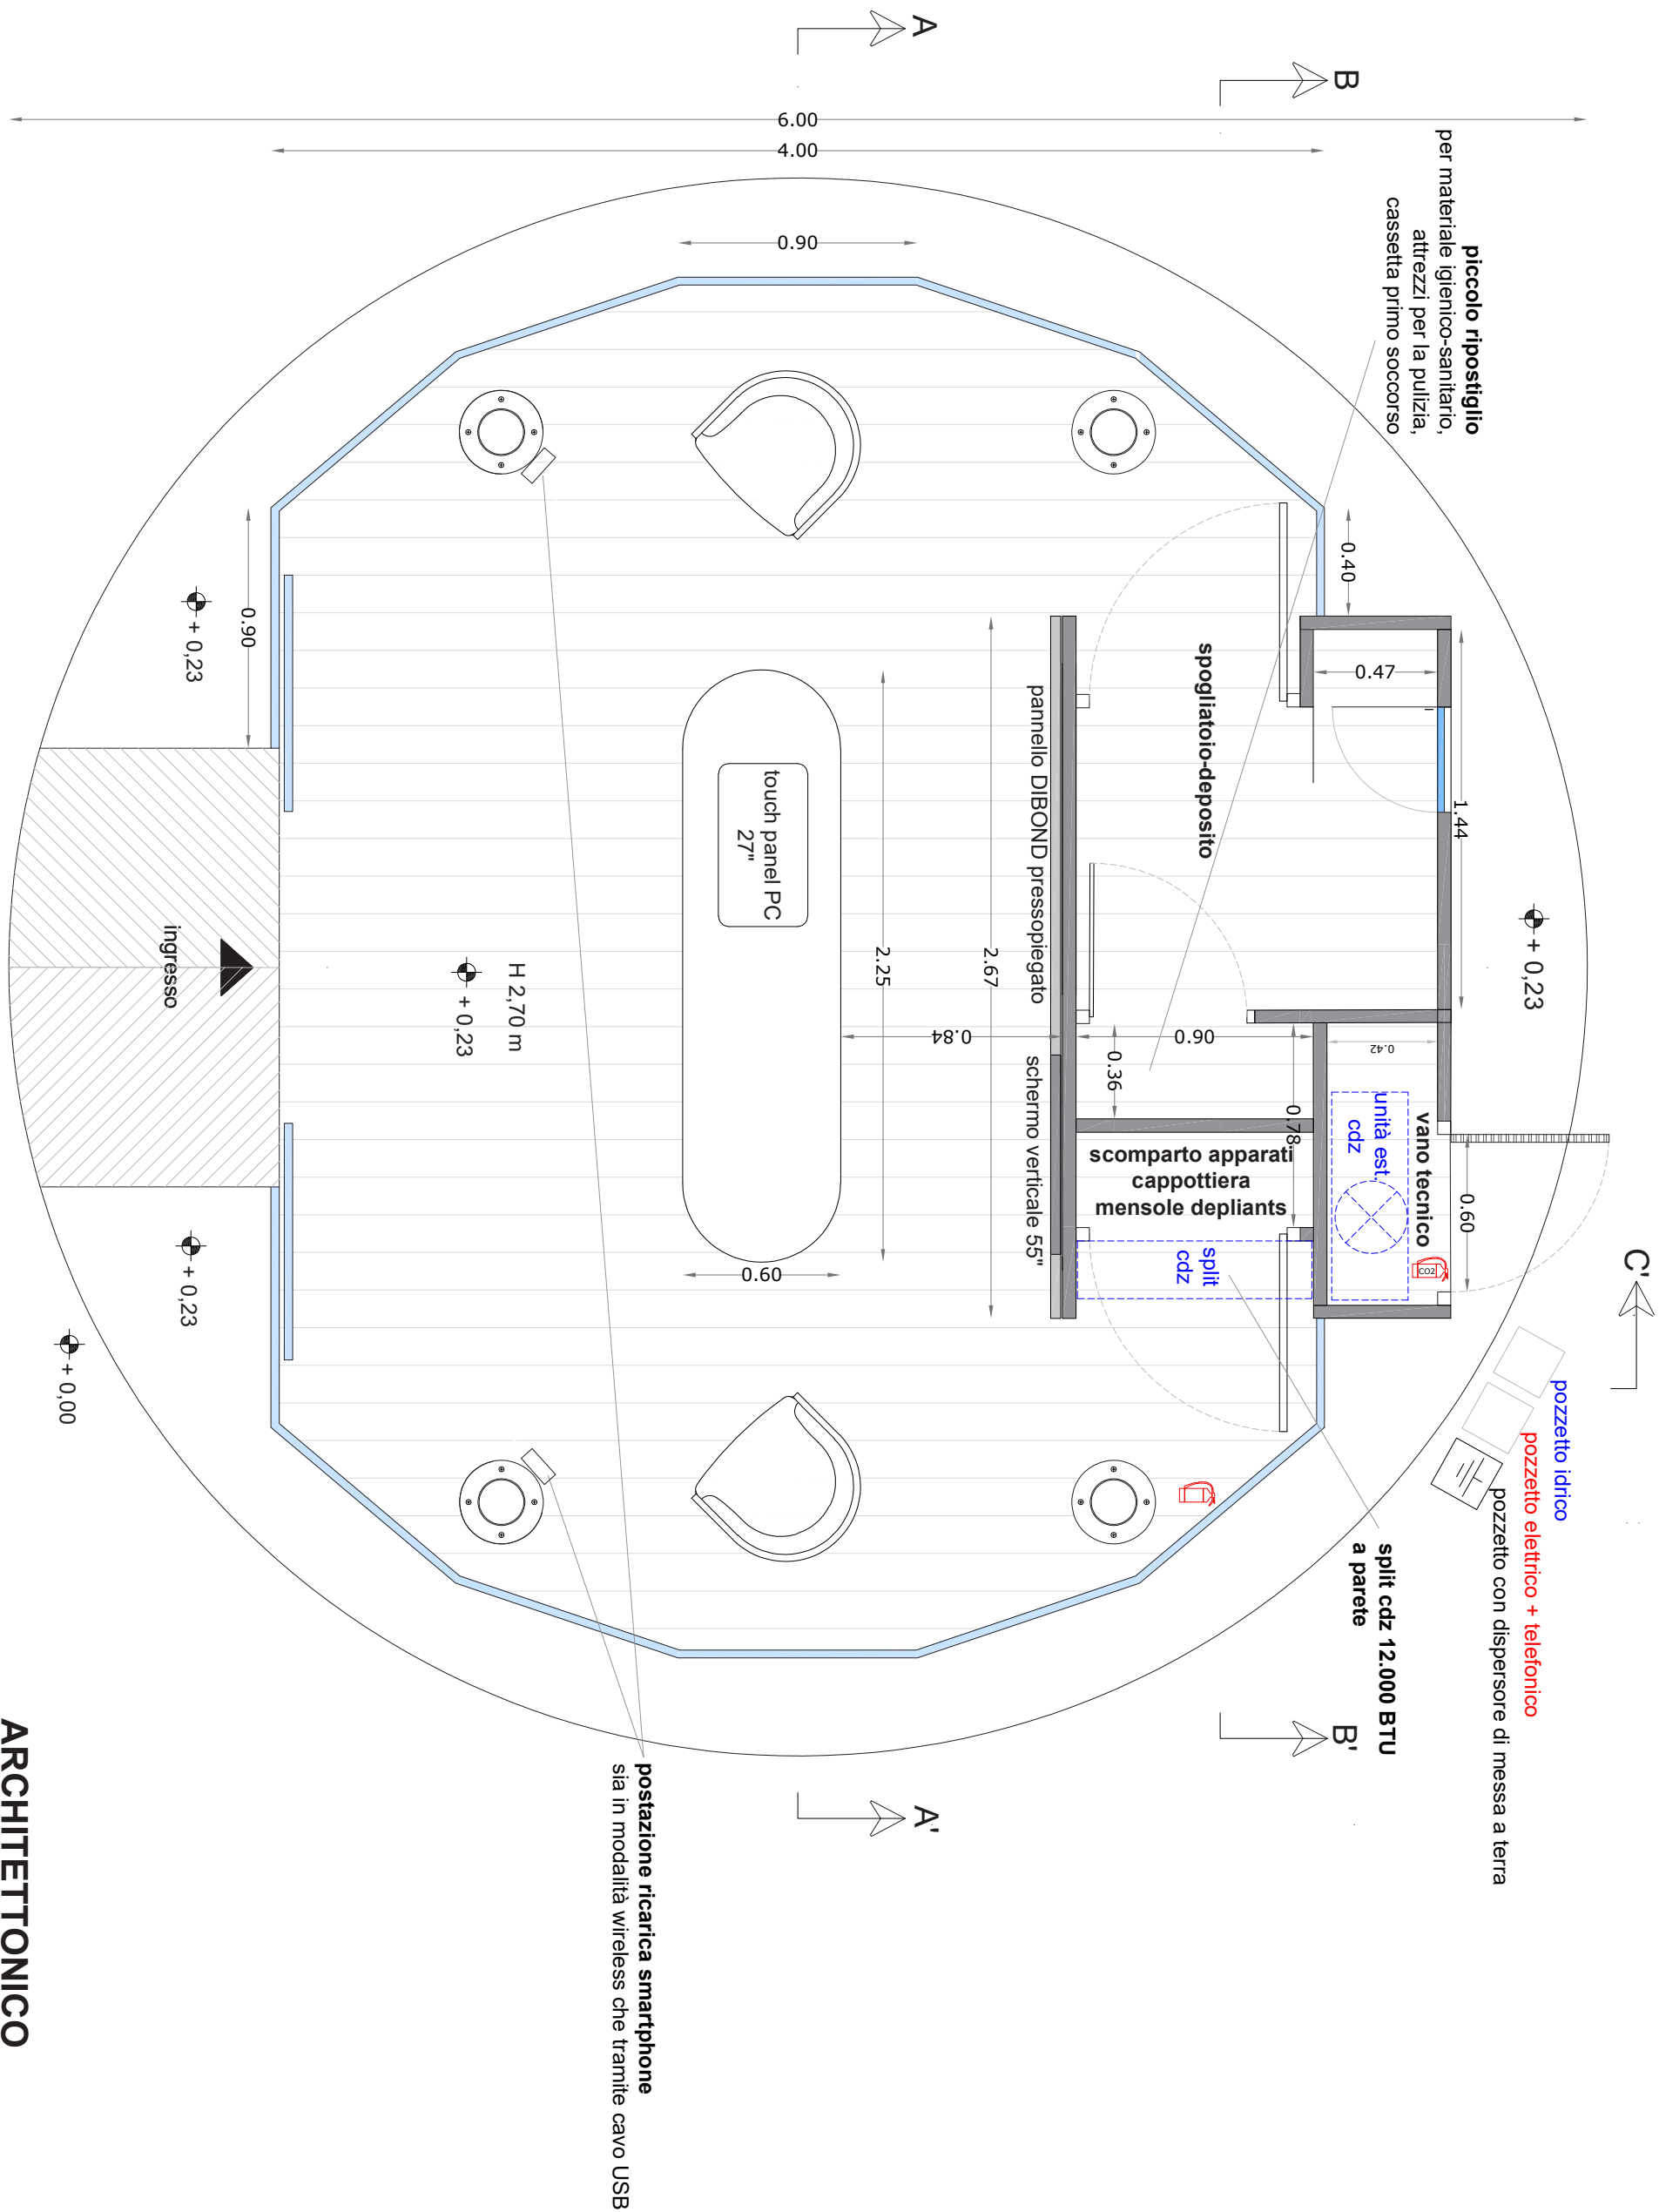 A
B
6.00
4.00
piccolo ripostiglio
per materiale igienico-sanitario,
attrezzi per la pulizia,
cassetta primo soccorso
0.90
0.40
0.47
1.44
0.90
+ 0,23
spogliatoio-deposito
pannello DIBOND pressopiegato
touch panel PC
27"
2.25
2.67
+ 0,23
ingresso
H 2,70 m
+ 0,23
0.84
0.90
0.36
0.42
0.78
schermo verticale 55"
scomparto apparati
cappottiera
mensole depliants
unità est.
cdz
vano tecnico
0.60
CO2
split
cdz
0.60
+ 0,23
+ 0,00
C'
pozzetto idrico
pozzetto elettrico + telefonico
pozzetto con dispersore di messa a terra
split cdz 12.000 BTU
a parete
B'
A'
postazione ricarica smartphone
sia in modalità wireless che tramite cavo USB
ARCHITETTONICO